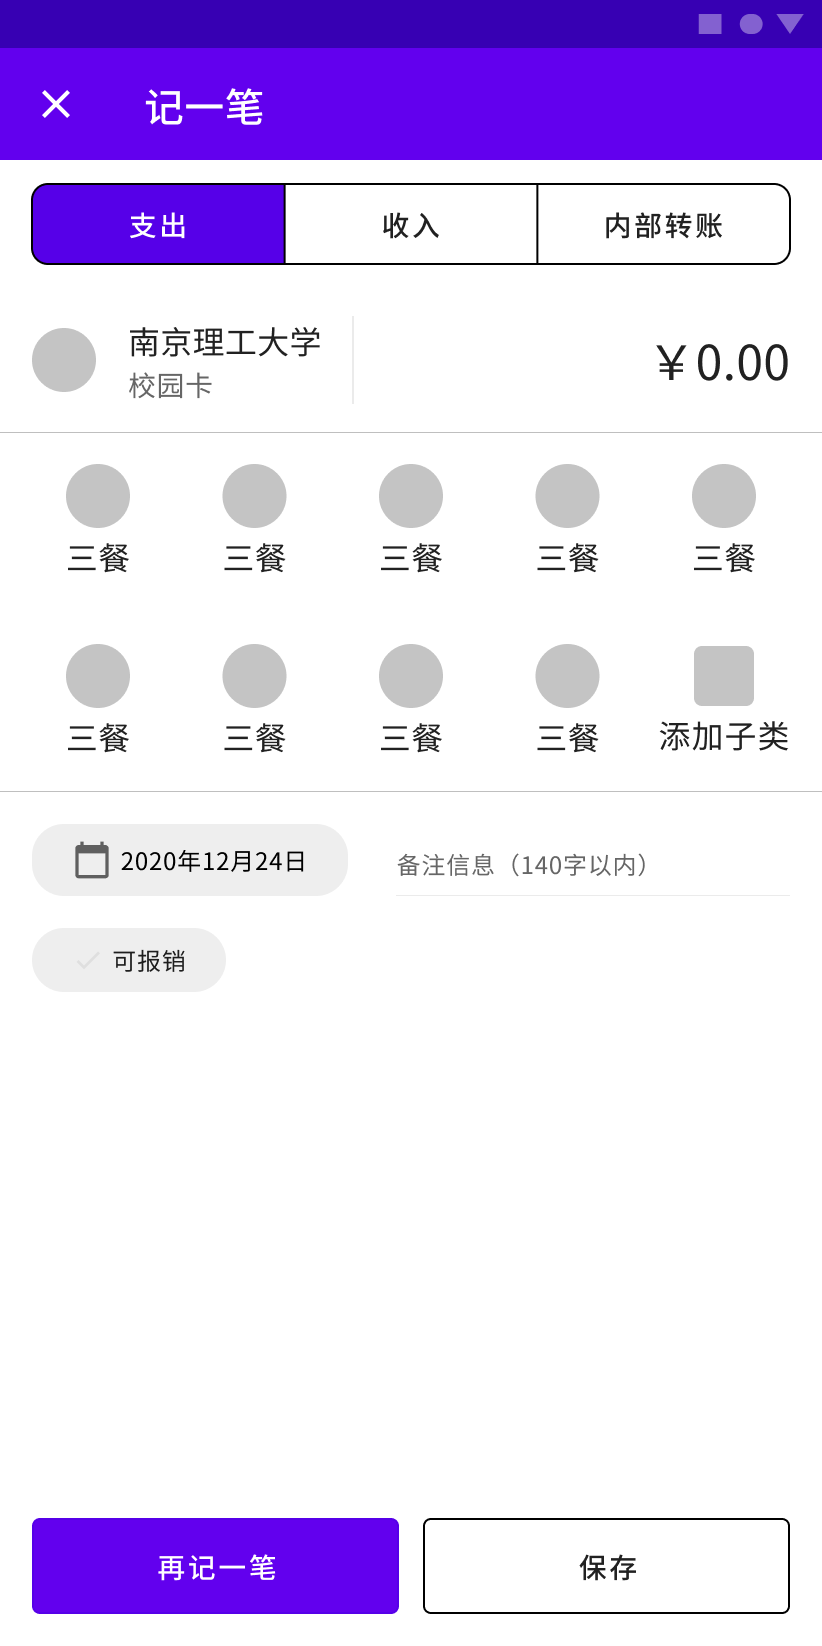 记一笔
支出
收入
内部转账
南京理工大学
校园卡
￥0.00
三餐
三餐
三餐
三餐
三餐
三餐
三餐
三餐
三餐
添加子类
2020年12月24日
备注信息（140字以内）
可报销
再记一笔
保存